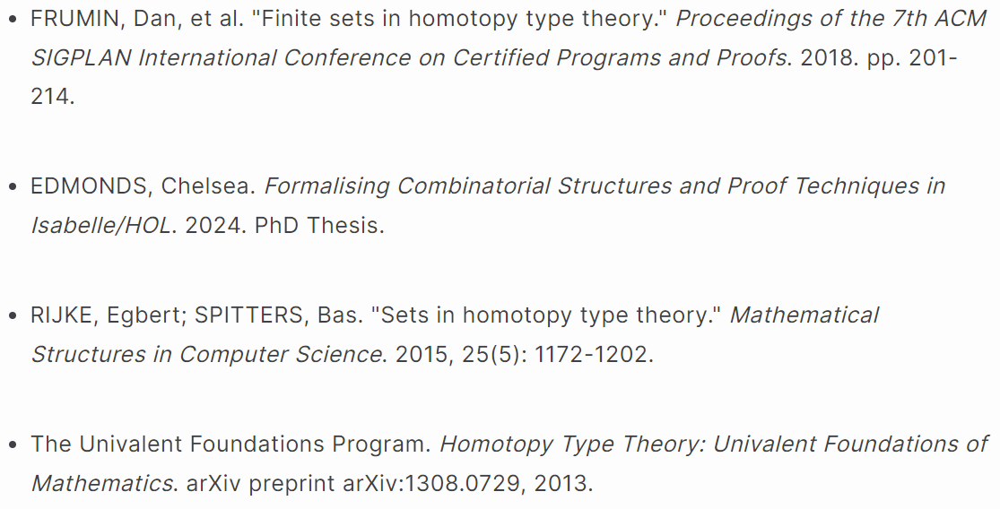 • FRUMIN, Dan, et al. "Finite sets in homotopy type theory." Proceedings of the 7th ACM
SIGPLAN International Conference on Certified Programs and Proofs. 2018. pp. 201-
214.
• EDMONDS, Chelsea. Formalising Combinatorial Structures and Proof Techniques in
Isabelle/HOL. 2024. PhD Thesis.
• RIJKE, Egbert; SPITTERS, Bas. "Sets in homotopy type theory." Mathematical
Structures in Computer Science. 2015, 25(5): 1172-1202.
• The Univalent Foundations Program. Homotopy Type Theory: Univalent Foundations of
Mathematics. arXiv preprint arXiv:1308.0729, 2013.